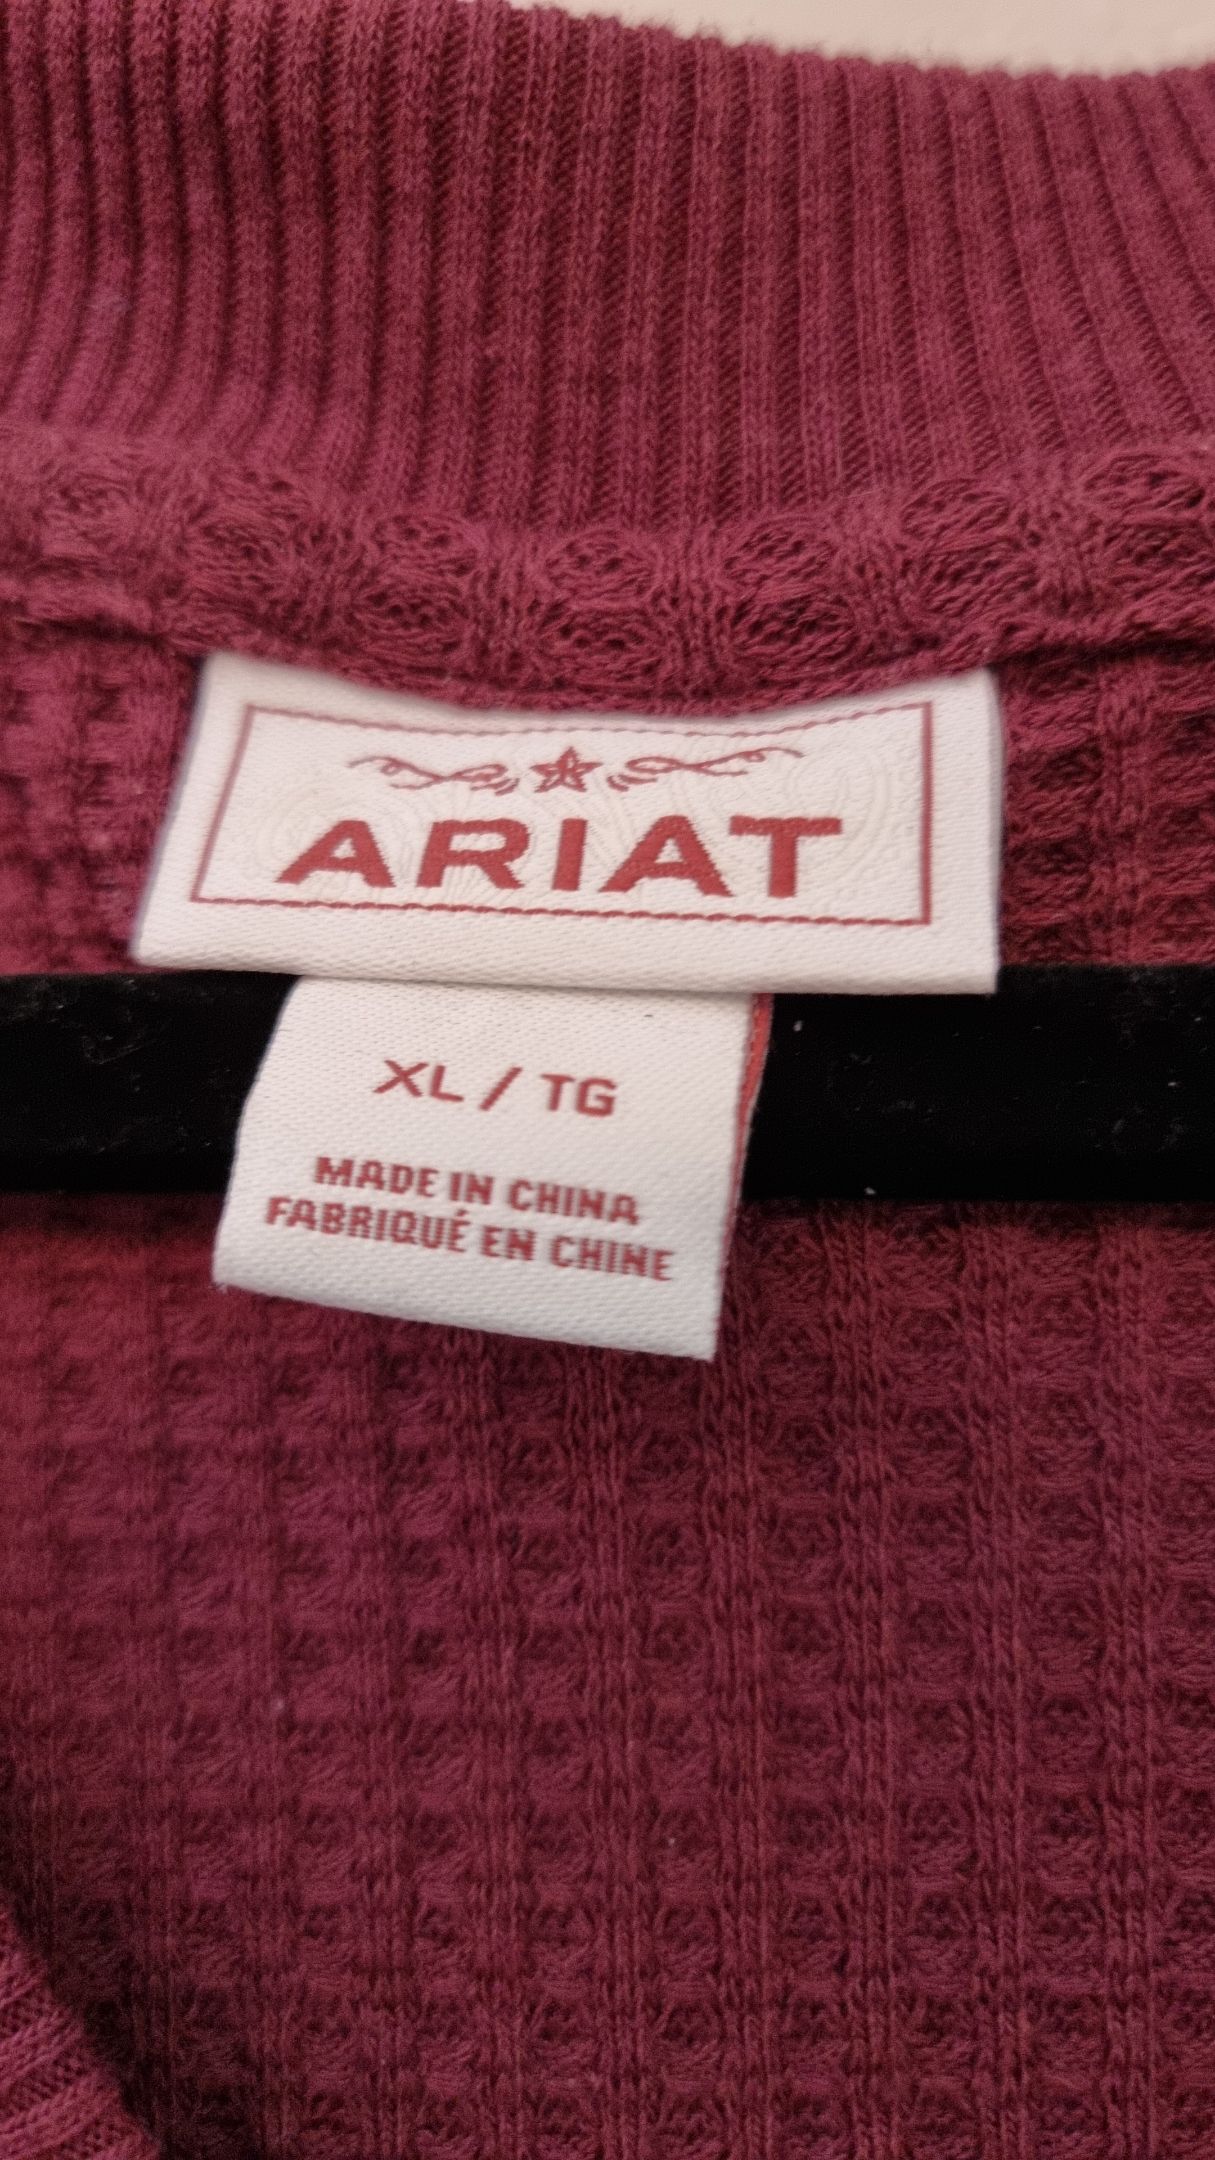 ARIAT
XL / TG
MADE IN CHINA
FABRIQUÉ EN CHINE